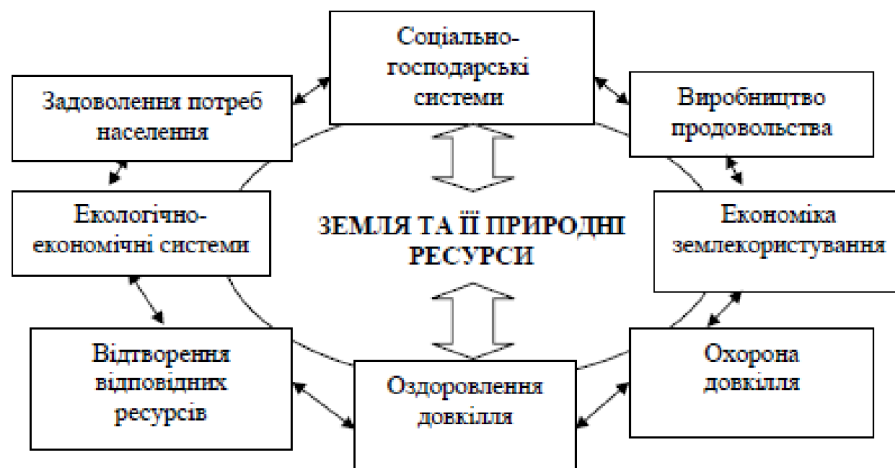 Соціально-
господарські
системи
Задоволення потреб
населення
Виробництво
продовольства
Екологічно-
економічні системи
ЗЕМЛЯ ТА ЇЇ ПРИРОДНІ
РЕСУРСИ
Економіка
землекористування
Відтворення
відповідних
ресурсів
Оздоровлення
довкілля
Охорона
довкілля